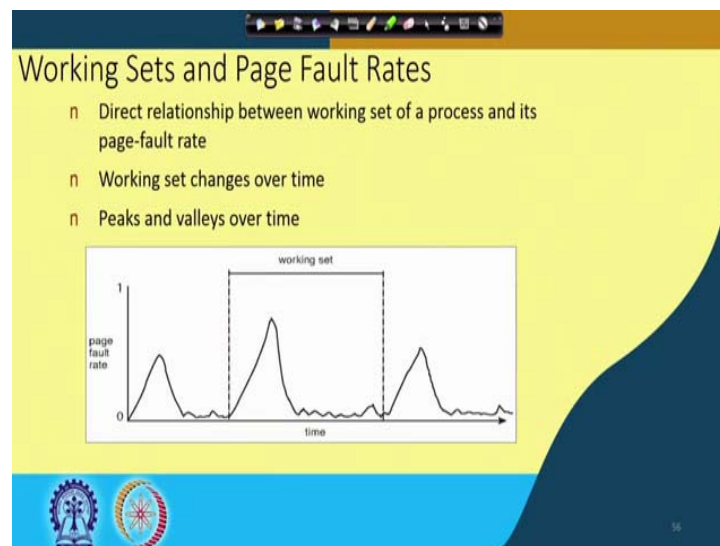 Working Sets and Page Fault Rates
n Direct relationship between working set of a process and its
page-fault rate
n Working set changes over time
n Peaks and valleys over time
working set
1
page
fault
rate
0
time
56